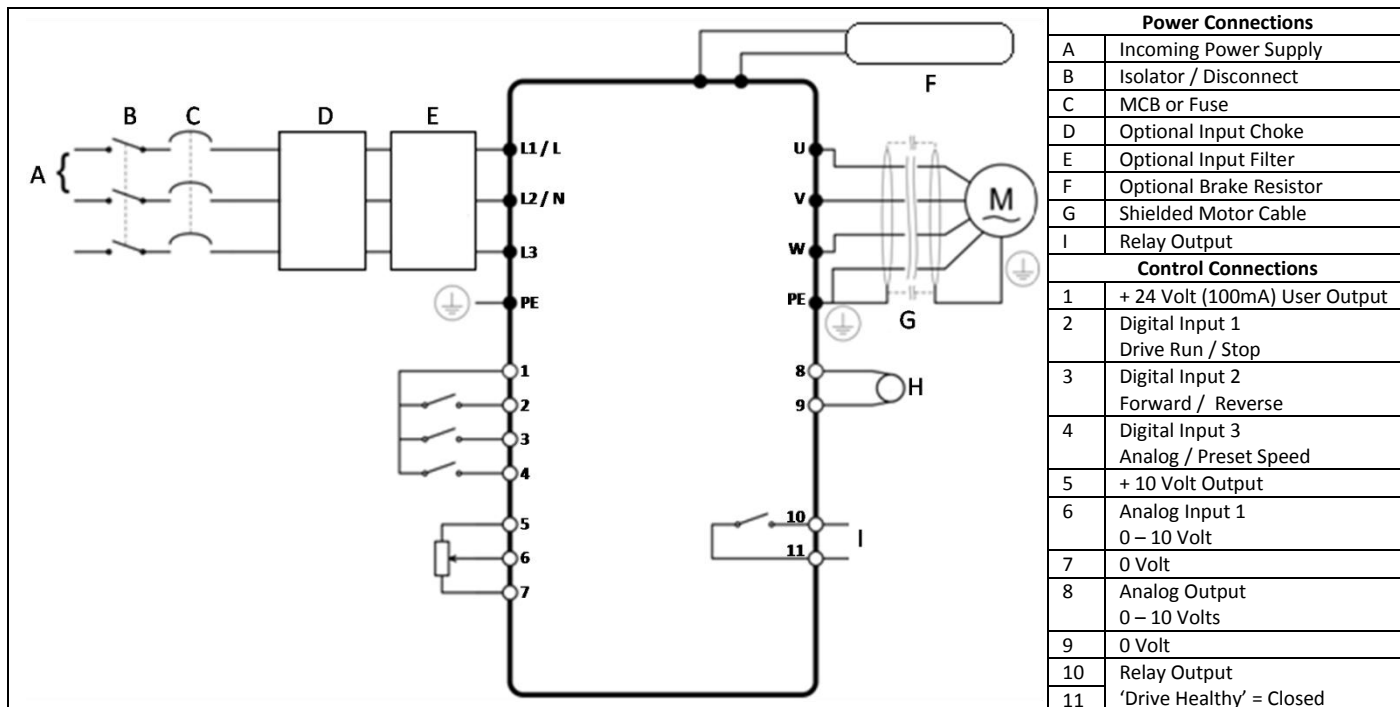 F
B C D E
A {
L1 / L
L2 / N
L3
PE
U
V
W
PE
M
G
1
2
3
4
5
6
7
8
9
H
10
11
I
Power Connections
A Incoming Power Supply
B Isolator / Disconnect
C MCB or Fuse
D Optional Input Choke
E Optional Input Filter
F Optional Brake Resistor
G Shielded Motor Cable
I Relay Output
Control Connections
1 + 24 Volt (100mA) User Output
2 Digital Input 1
Drive Run / Stop
3 Digital Input 2
Forward / Reverse
4 Digital Input 3
Analog / Preset Speed
5 + 10 Volt Output
6 Analog Input 1
0 – 10 Volt
7 0 Volt
8 Analog Output
0 – 10 Volts
9 0 Volt
10 Relay Output
11 ‘Drive Healthy’ = Closed